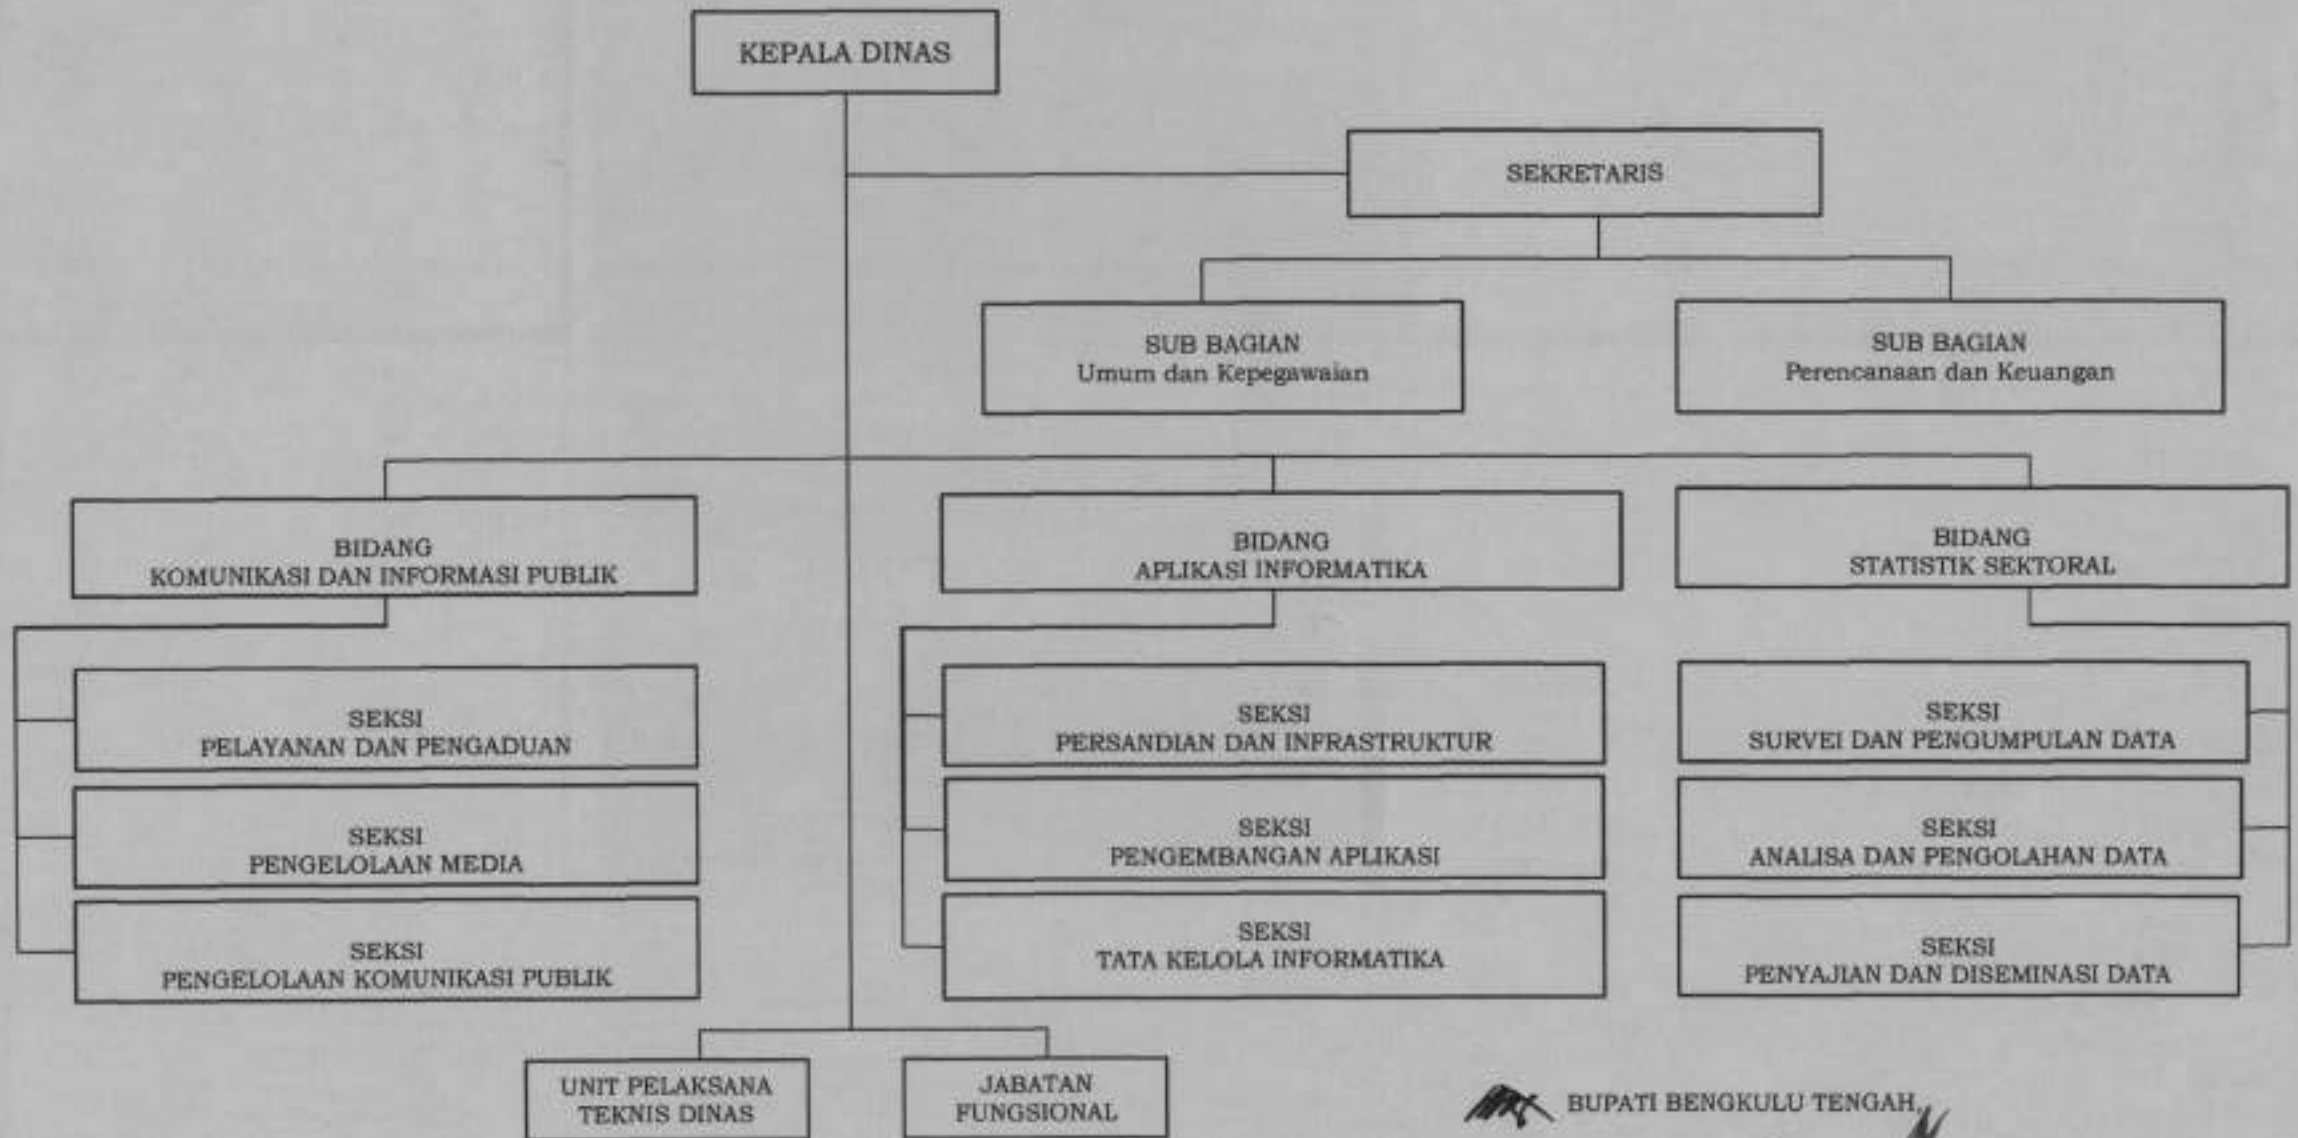 KEPALA DINAS
SEKRETARIS
SUB BAGIAN
Umum dan Kepegawaian
SUB BAGIAN
Perencanaan dan Keuangan
BIDANG
KOMUNIKASI DAN INFORMASI PUBLIK
BIDANG
APLIKASI INFORMATIKA
BIDANG
STATISTIK SEKTORAL
SEKSI
PELAYANAN DAN PENGADUAN
SEKSI
PENGELOLAAN MEDIA
SEKSI
PENGELOLAAN KOMUNIKASI PUBLIK
SEKSI
PERSANDIAN DAN INFRASTRUKTUR
SEKSI
PENGEMBANGAN APLIKASI
SEKSI
TATA KELOLA INFORMATIKA
SEKSI
SURVEI DAN PENGUMPULAN DATA
SEKSI
ANALISA DAN PENGOLAHAN DATA
SEKSI
PENYAJIAN DAN DISEMINASI DATA
UNIT PELAKSANA
TEKNIS DINAS
JABATAN
FUNGSIONAL
BUPATI BENGKULU TENGAH,